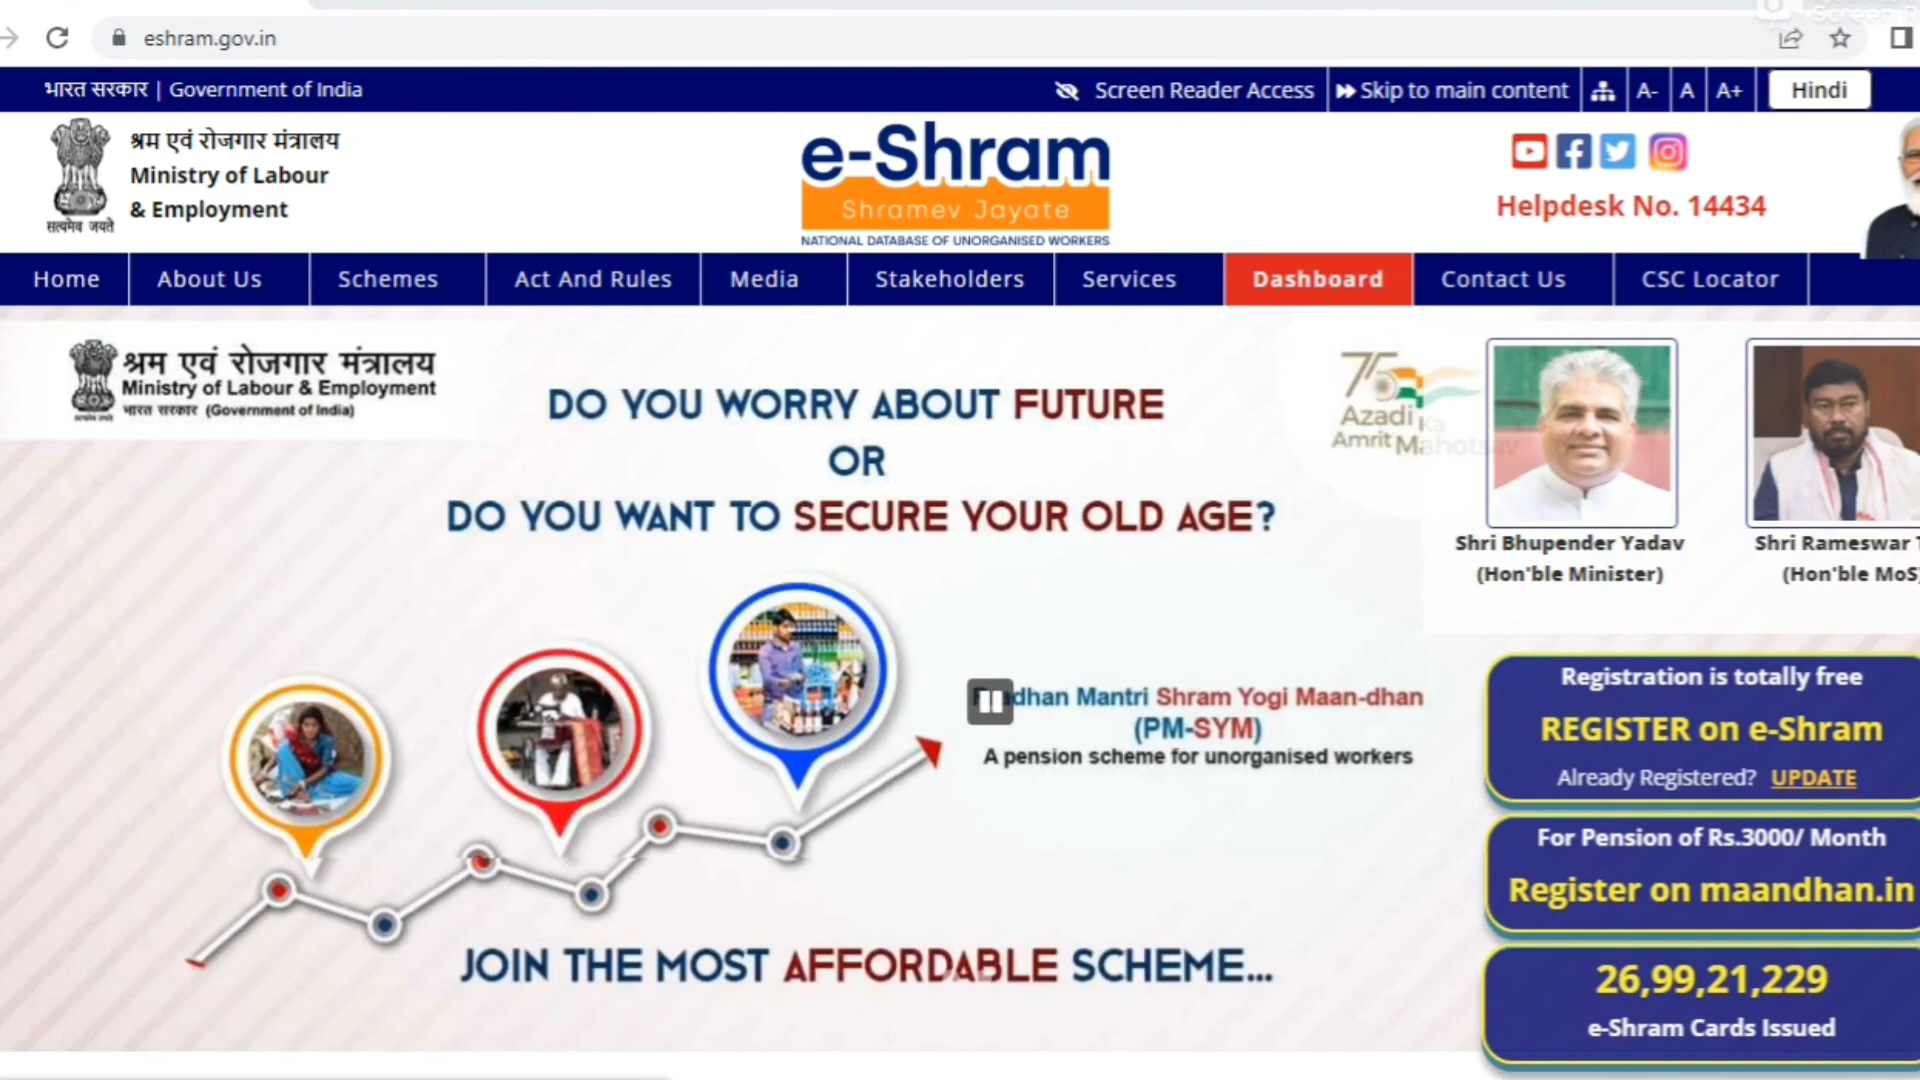 Screen R
eshram.gov.in
भारत सरकार | Government of India
Screen Reader Access
Skip to main content
A-
A
A+
Hindi
श्रम एवं रोजगार मंत्रालय
Ministry of Labour
& Employment
सत्यमेव जयते
e-Shram
Shramev Jayate
NATIONAL DATABASE OF UNORGANISED WORKERS
Helpdesk No. 14434
Home
About Us
Schemes
Act And Rules
Media
Stakeholders
Services
Dashboard
Contact Us
CSC Locator
श्रम एवं रोजगार मंत्रालय
Ministry of Labour & Employment
भारत सरकार (Government of India)
DO YOU WORRY ABOUT FUTURE
OR
DO YOU WANT TO SECURE YOUR OLD AGE?
75
Azadi Ka
Amrit Mahotsav
Shri Bhupender Yadav
(Hon'ble Minister)
Shri Rameswar T
(Hon'ble MoS)
dhan Mantri Shram Yogi Maan-dhan
(PM-SYM)
A pension scheme for unorganised workers
JOIN THE MOST AFFORDABLE SCHEME...
Registration is totally free
REGISTER on e-Shram
Already Registered? UPDATE
For Pension of Rs.3000/ Month
Register on maandhan.in
26,99,21,229
e-Shram Cards Issued